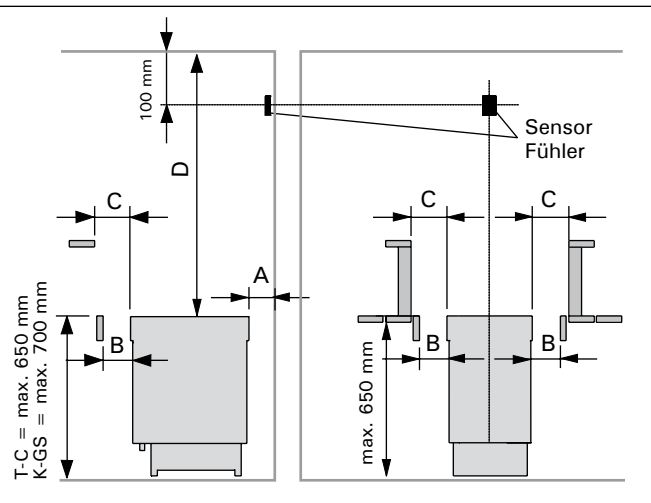 100 mm
Sensor
Fühler
D
C
C
C
A
B
B
B
T-C = max. 650 mm
K-GS = max. 700 mm
max. 650 mm